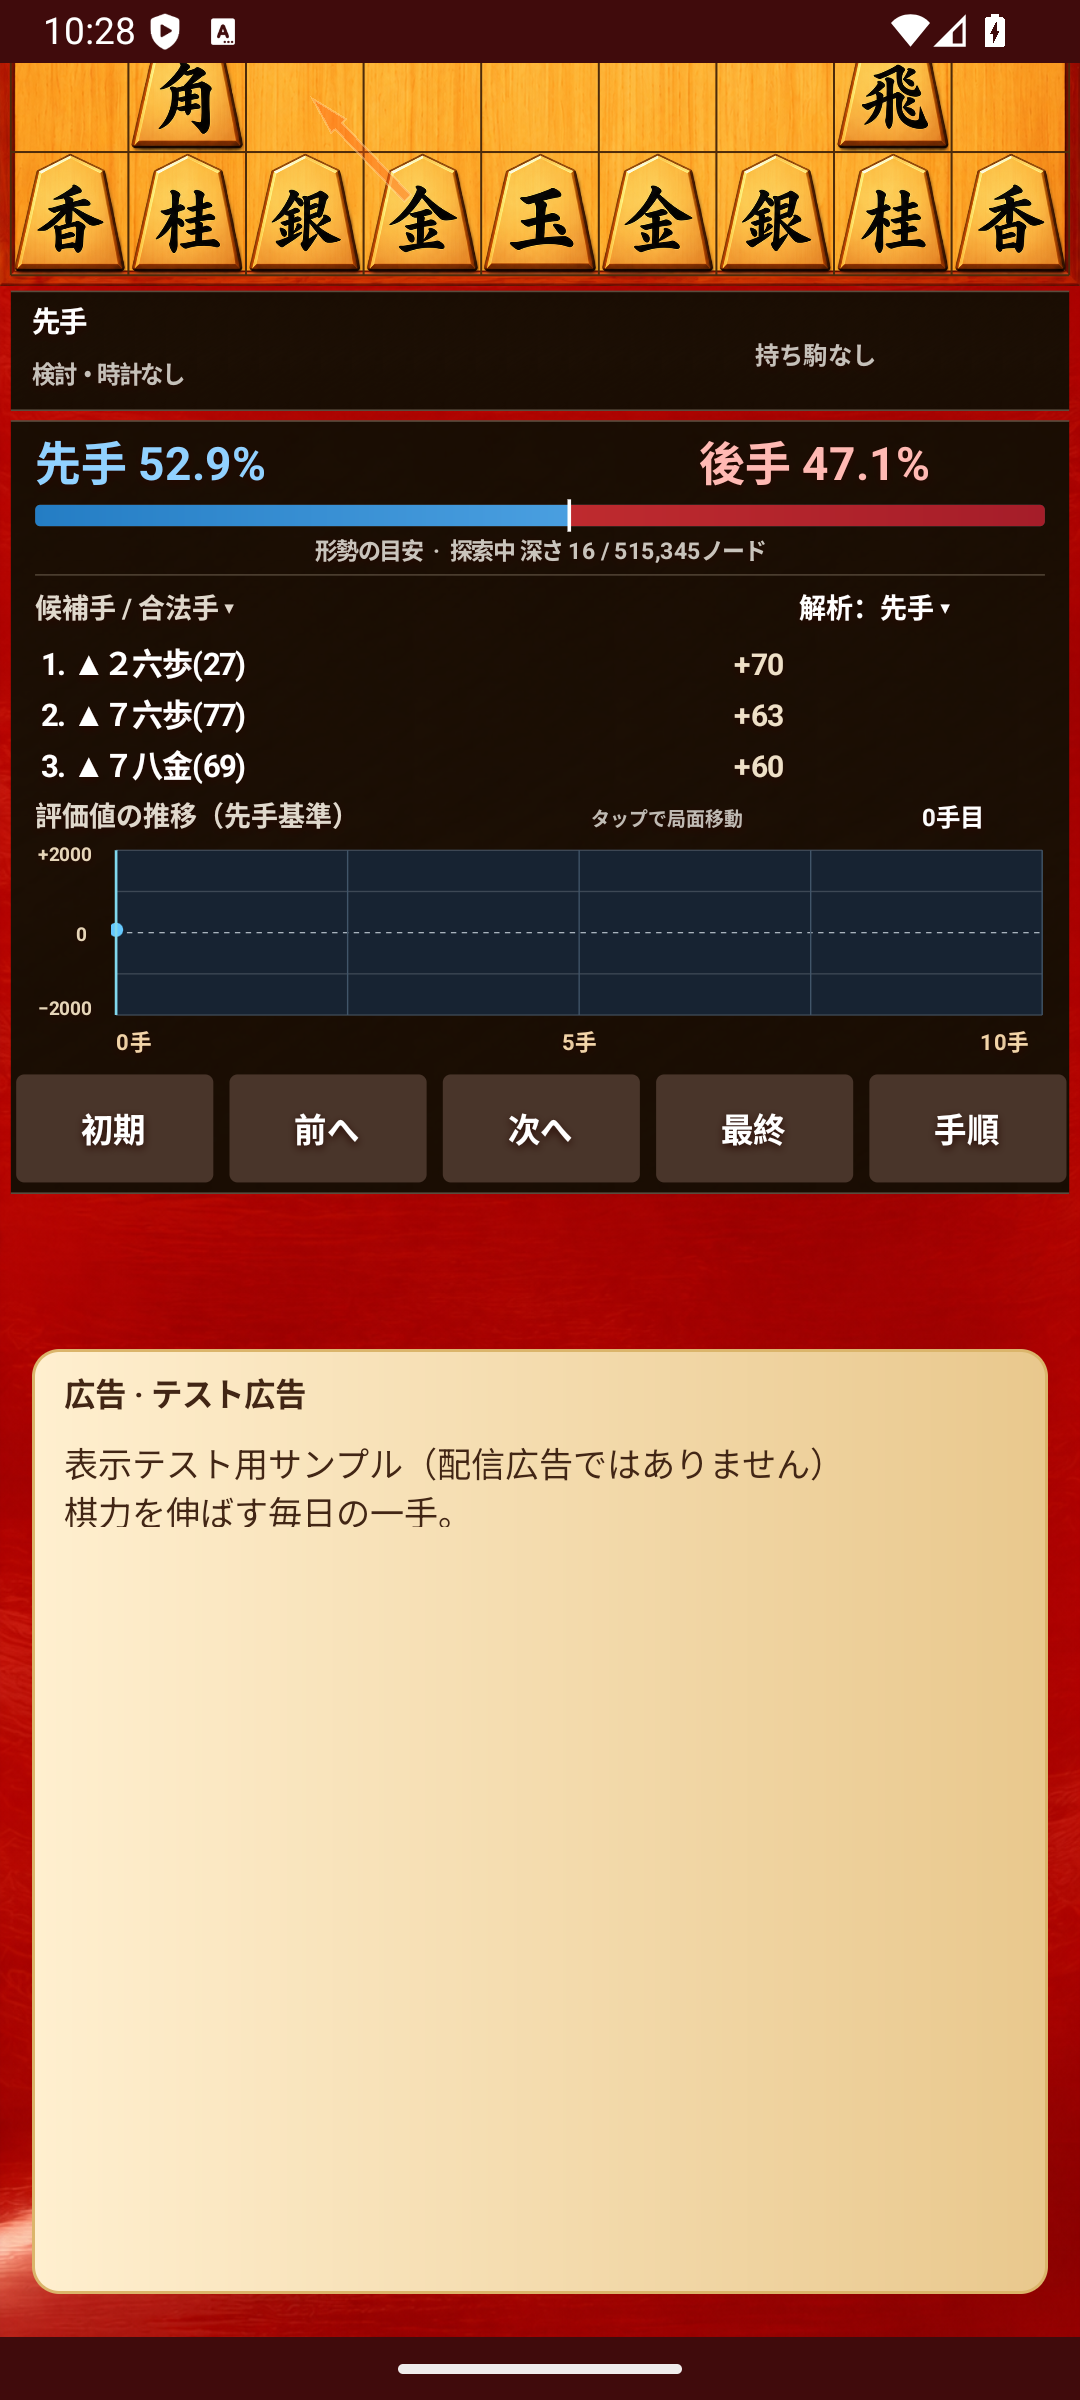 10:28
角 飛
香 桂 銀 金 玉 金 銀 桂 香
先手
検討・時計なし
持ち駒なし
先手 52.9% 後手 47.1%
形勢の目安 · 探索中 深さ 16 / 515,345ノード
候補手 / 合法手 ▾ 解析：先手 ▾
1. ▲２六歩(27) +70
2. ▲７六歩(77) +63
3. ▲７八金(69) +60
評価値の推移（先手基準） タップで局面移動 0手目
+2000
0
−2000
0手 5手 10手
初期 前へ 次へ 最終 手順
広告 · テスト広告
表示テスト用サンプル（配信広告ではありません）
棋力を伸ばす毎日の一手。